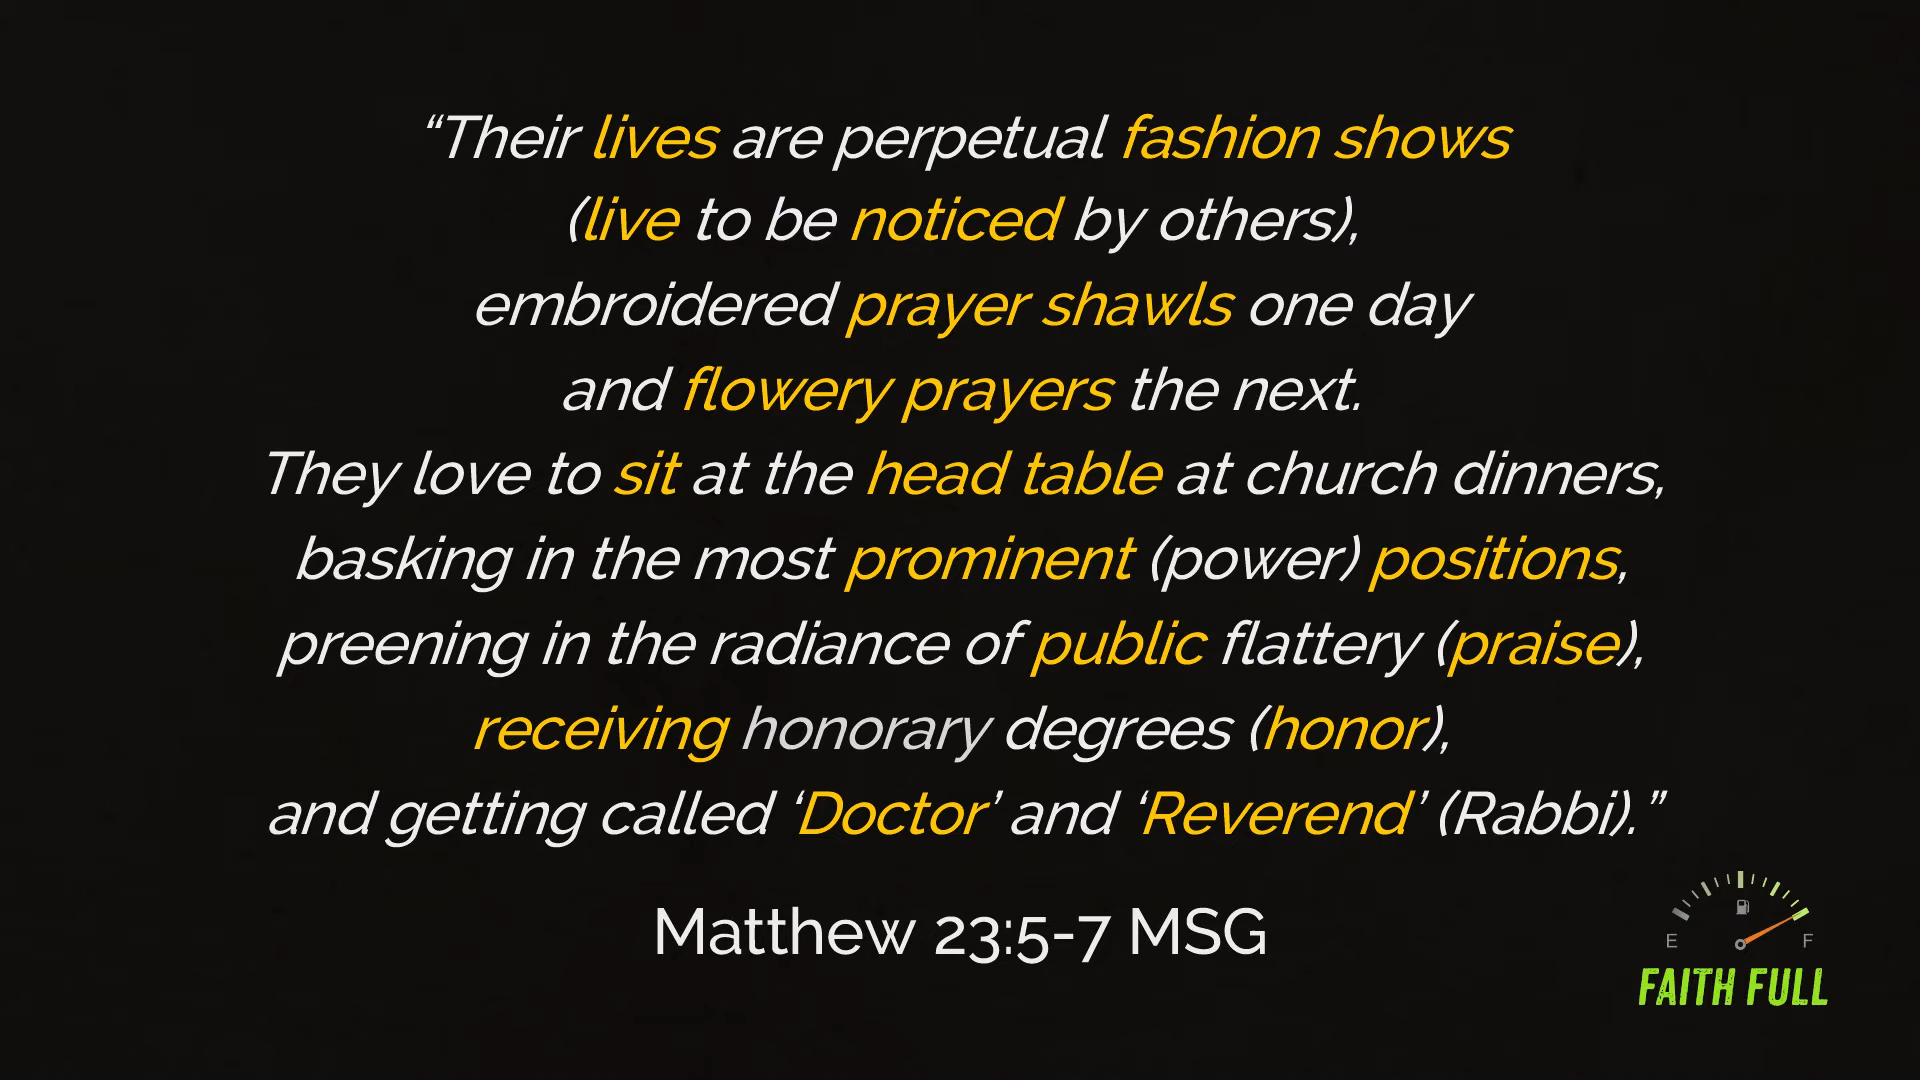 “Their lives are perpetual fashion shows
(live to be noticed by others),
embroidered prayer shawls one day
and flowery prayers the next.
They love to sit at the head table at church dinners,
basking in the most prominent (power) positions,
preening in the radiance of public flattery (praise),
receiving honorary degrees (honor),
and getting called ‘Doctor’ and ‘Reverend’ (Rabbi).”
Matthew 23:5-7 MSG
E F
FAITH FULL